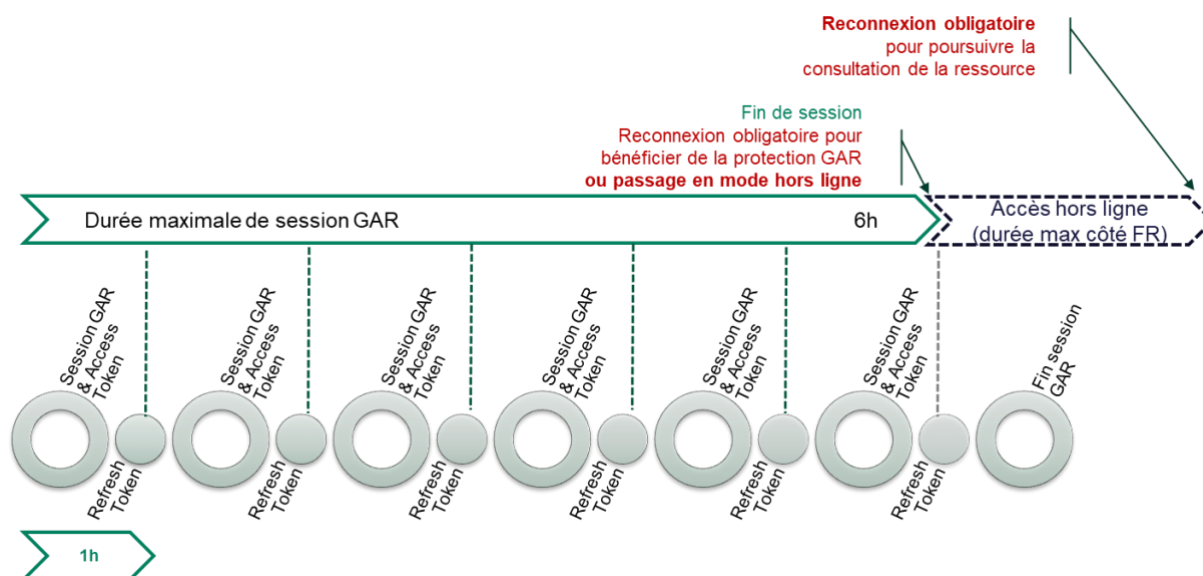 Reconnexion obligatoire
pour poursuivre la
consultation de la ressource
Fin de session
Reconnexion obligatoire pour
bénéficier de la protection GAR
ou passage en mode hors ligne
Durée maximale de session GAR
6h
Accès hors ligne
(durée max côté FR)
Session GAR
& Access
Token
Refresh
Token
Session GAR
& Access
Token
Refresh
Token
Session GAR
& Access
Token
Refresh
Token
Session GAR
& Access
Token
Refresh
Token
Session GAR
& Access
Token
Refresh
Token
Session GAR
& Access
Token
Refresh
Token
Fin session
GAR
1h